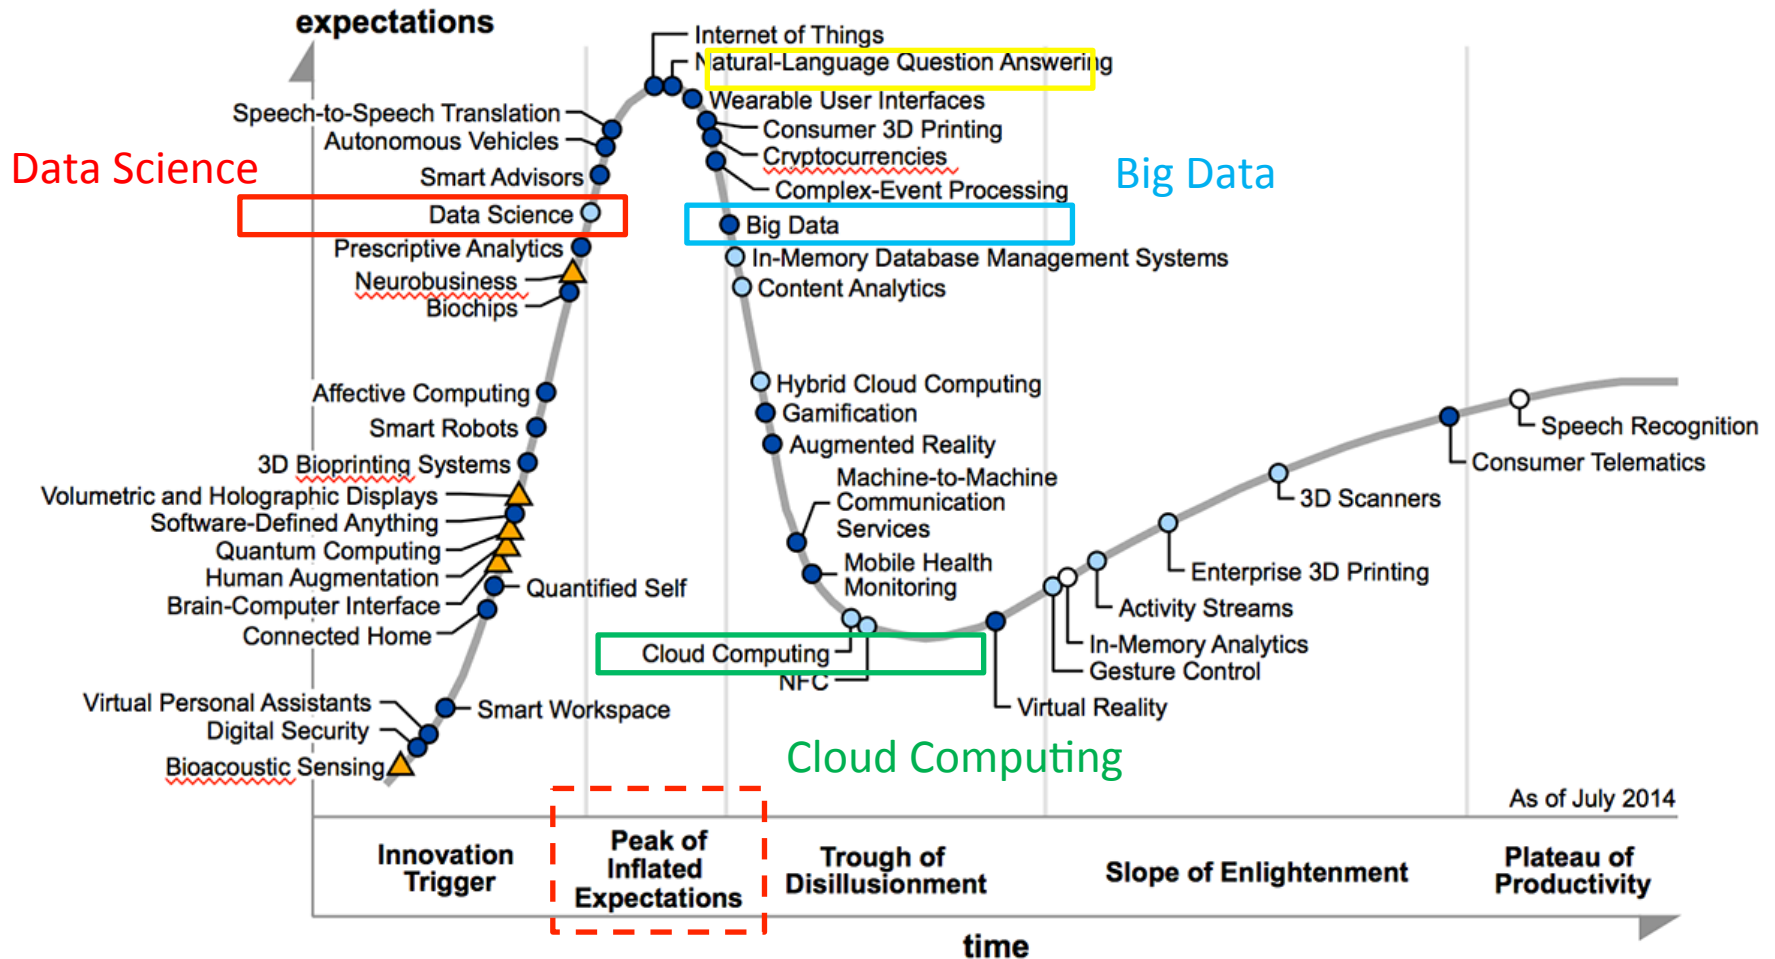 expectations
Internet of Things
Natural-Language Question Answering
Wearable User Interfaces
Speech-to-Speech Translation
Consumer 3D Printing
Autonomous Vehicles
Cryptocurrencies
Data Science
Smart Advisors
Complex-Event Processing
Big Data
Data Science
Big Data
Prescriptive Analytics
In-Memory Database Management Systems
Neurobusiness
Content Analytics
Biochips
Hybrid Cloud Computing
Affective Computing
Gamification
Smart Robots
Augmented Reality
3D Bioprinting Systems
Machine-to-Machine
Communication
Services
Volumetric and Holographic Displays
Software-Defined Anything
Quantum Computing
Mobile Health
Monitoring
Human Augmentation
Quantified Self
Brain-Computer Interface
Connected Home
Speech Recognition
Consumer Telematics
3D Scanners
Enterprise 3D Printing
Activity Streams
In-Memory Analytics
Gesture Control
Cloud Computing
NFC
Virtual Reality
Virtual Personal Assistants
Smart Workspace
Digital Security
Bioacoustic Sensing
Cloud Computing
As of July 2014
Innovation
Trigger
Peak of
Inflated
Expectations
Trough of
Disillusionment
Slope of Enlightenment
Plateau of
Productivity
time